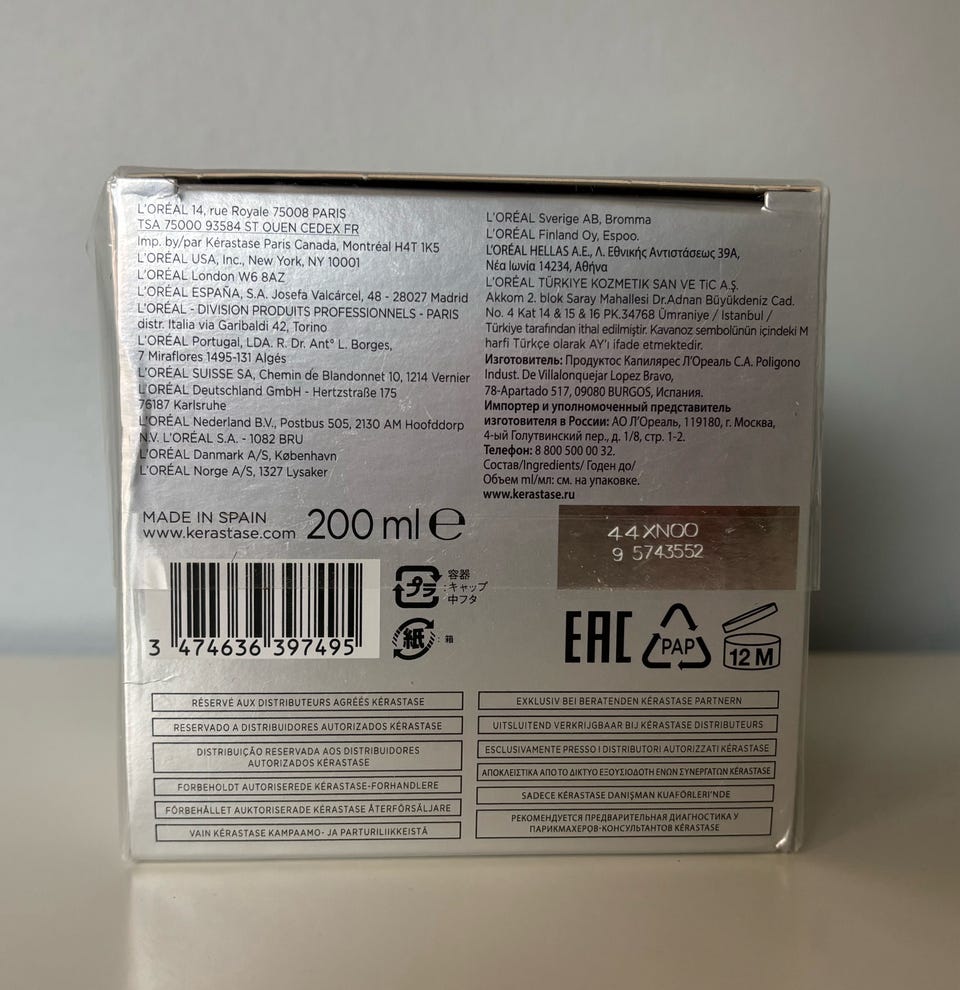 L'ORÉAL 14, rue Royale 75008 PARIS
TSA 75000 93584 ST OUEN CEDEX FR
Imp. by/par Kérastase Paris Canada, Montréal H4T 1K5
L'ORÉAL USA, Inc., New York, NY 10001
L'ORÉAL London W6 8AZ
L'ORÉAL ESPAÑA, S.A. Josefa Valcárcel, 48 - 28027 Madrid
L'ORÉAL - DIVISION PRODUITS PROFESSIONNELS - PARIS
distr. Italia via Garibaldi 42, Torino
L'ORÉAL Portugal, LDA. R. Dr. Antº L. Borges,
7 Miraflores 1495-131 Algés
L'ORÉAL SUISSE SA, Chemin de Blandonnet 10, 1214 Vernier
L'ORÉAL Deutschland GmbH - Hertzstraße 175
76187 Karlsruhe
L'ORÉAL Nederland B.V., Postbus 505, 2130 AM Hoofddorp
N.V. L'ORÉAL S.A. - 1082 BRU
L'ORÉAL Danmark A/S, København
L'ORÉAL Norge A/S, 1327 Lysaker
L'ORÉAL Sverige AB, Bromma
L'ORÉAL Finland Oy, Espoo.
L'ORÉAL HELLAS A.E., Λ. Εθνικής Αντιστάσεως 39Α,
Νέα Ιωνία 14234, Αθήνα
L'ORÉAL TÜRKIYE KOZMETIK SAN VE TiC A.Ş.
Akkom 2. blok Saray Mahallesi Dr.Adnan Büyükdeniz Cad.
No. 4 Kat 14 & 15 & 16 PK.34768 Ümraniye / Istanbul /
Türkiye tarafından ithal edilmiştir. Kavanoz sembolünün içindeki M
harfi Türkçe olarak AY'ı ifade etmektedir.
Изготовитель: Продуктос Капилярес Л'Ореаль С.А. Poligono
Indust. De Villalonquejar Lopez Bravo,
78-Apartado 517, 09080 BURGOS, Испания.
Импортер и уполномоченный представитель
изготовителя в России: АО Л'Ореаль, 119180, г. Москва,
4-ый Голутвинский пер., д. 1/8, стр. 1-2.
Телефон: 8 800 500 00 32.
Состав/Ingredients/ Годен до/
Объем ml/мл: см. на упаковке.
www.kerastase.ru
MADE IN SPAIN
www.kerastase.com
200 ml ℮
44XN00
9 5743552
3 474636 397495
プラ
容器
:キャップ
中フタ
紙 : 箱
EAC
PAP
12 M
RÉSERVÉ AUX DISTRIBUTEURS AGRÉÉS KÉRASTASE
RESERVADO A DISTRIBUIDORES AUTORIZADOS KÉRASTASE
DISTRIBUIÇÃO RESERVADA AOS DISTRIBUIDORES
AUTORIZADOS KÉRASTASE
FORBEHOLDT AUTORISEREDE KÉRASTASE-FORHANDLERE
FÖRBEHÅLLET AUKTORISERADE KÉRASTASE ÅTERFÖRSÄLJARE
VAIN KÉRASTASE KAMPAAMO- JA PARTURILIIKKEISTÄ
EXKLUSIV BEI BERATENDEN KÉRASTASE PARTNERN
UITSLUITEND VERKRIJGBAAR BIJ KÉRASTASE DISTRIBUTEURS
ESCLUSIVAMENTE PRESSO I DISTRIBUTORI AUTORIZZATI KÉRASTASE
ΑΠΟΚΛΕΙΣΤΙΚΑ ΑΠΟ ΤΟ ΔΙΚΤΥΟ ΕΞΟΥΣΙΟΔΟΤΗ ΕΝΩΝ ΣΥΝΕΡΓΑΤΩΝ KÉRASTASE
SADECE KÉRASTASE DANIŞMAN KUAFÖRLERİ'NDE
РЕКОМЕНДУЕТСЯ ПРЕДВАРИТЕЛЬНАЯ ДИАГНОСТИКА У
ПАРИКМАХЕРОВ-КОНСУЛЬТАНТОВ KÉRASTASE